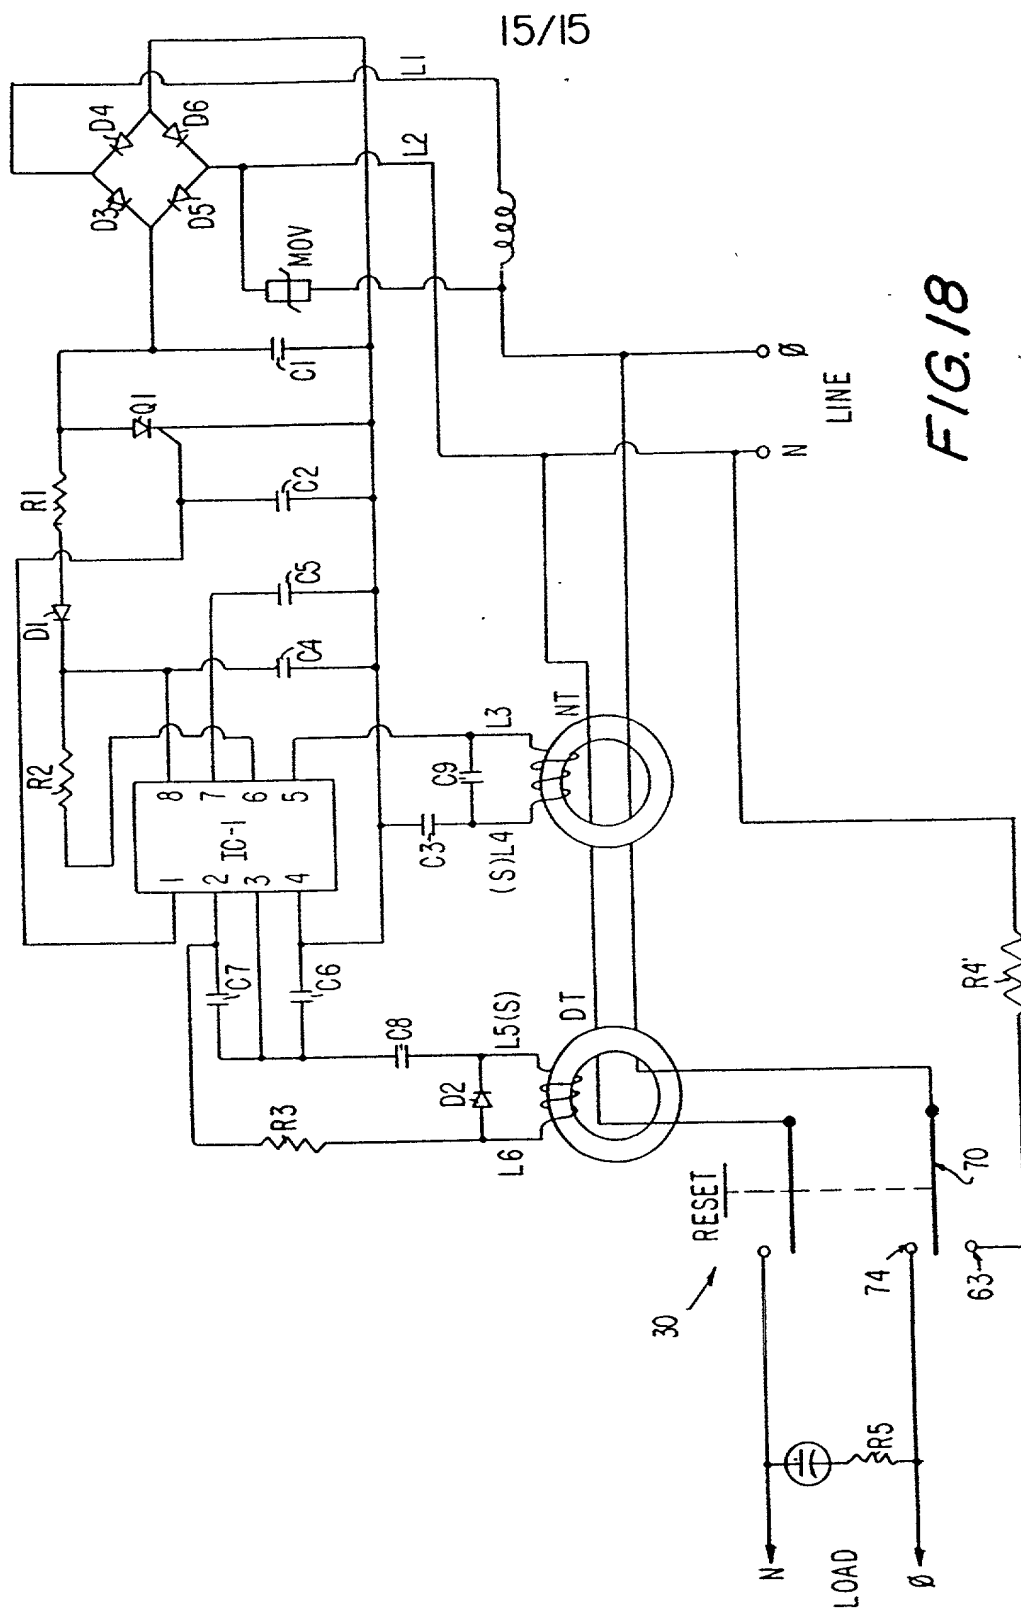 15/15
L1
L2
D4
D6
D3
D5
MOV
C1
Q1
R1
C2
D1
C5
C4
R2
IC-1
1
2
3
4
8
7
6
5
L3
NT
C9
C3
(S)L4
C7
C6
C8
L5(S)
DT
D2
R3
L6
Ø
N
LINE
FIG.18
R4'
RESET
30
70
74
63
R5
N
LOAD
Ø